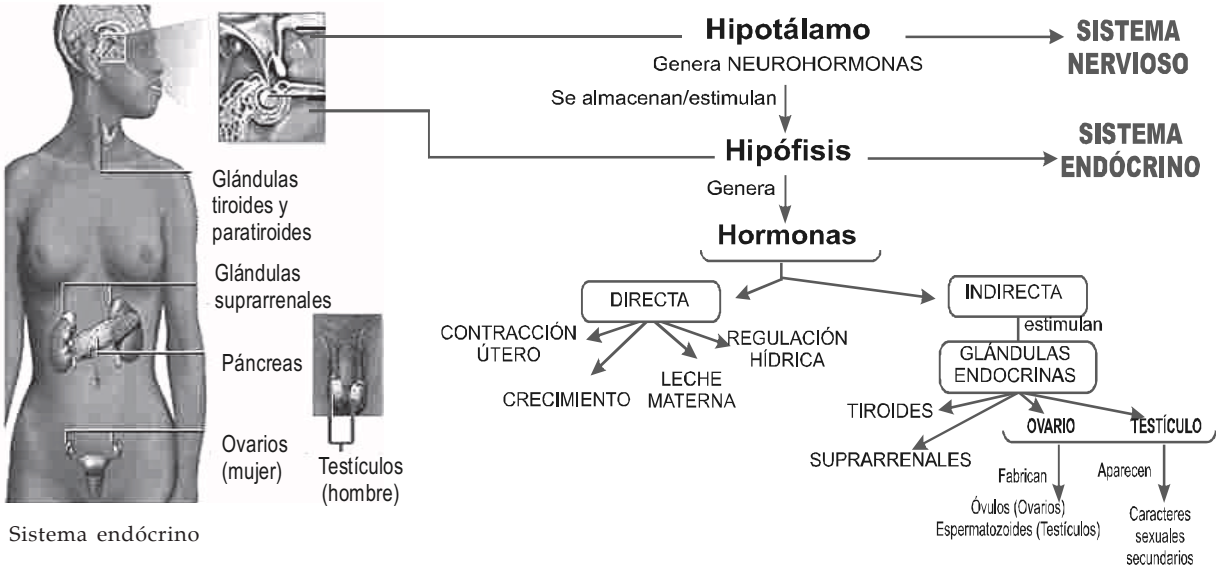 Hipotálamo
SISTEMA
NERVIOSO
Genera NEUROHORMONAS
Se almacenan/estimulan
Hipófisis
SISTEMA
ENDÓCRINO
Genera
Hormonas
DIRECTA
INDIRECTA
estimulan
CONTRACCIÓN
ÚTERO
CRECIMIENTO
LECHE
MATERNA
REGULACIÓN
HÍDRICA
GLÁNDULAS
ENDOCRINAS
TIROIDES
SUPRARRENALES
OVARIO
TESTÍCULO
Fabrican
Aparecen
Óvulos (Ovarios)
Espermatozoides (Testículos)
Caracteres
sexuales
secundarios
Glándulas
tiroides y
paratiroides
Glándulas
suprarrenales
Páncreas
Ovarios
(mujer)
Testículos
(hombre)
Sistema endócrino